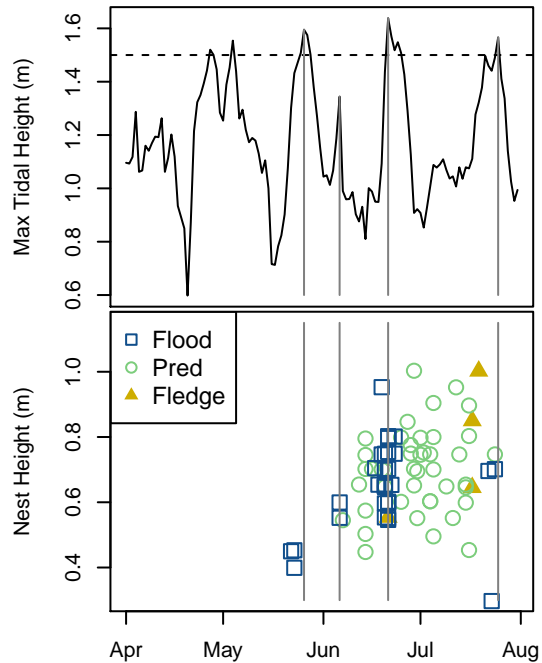 Max Tidal Height (m)
1.6
1.4
1.2
1.0
0.8
0.6
Nest Height (m)
1.0
0.8
0.6
0.4
Flood
Pred
Fledge
Apr May Jun Jul Aug